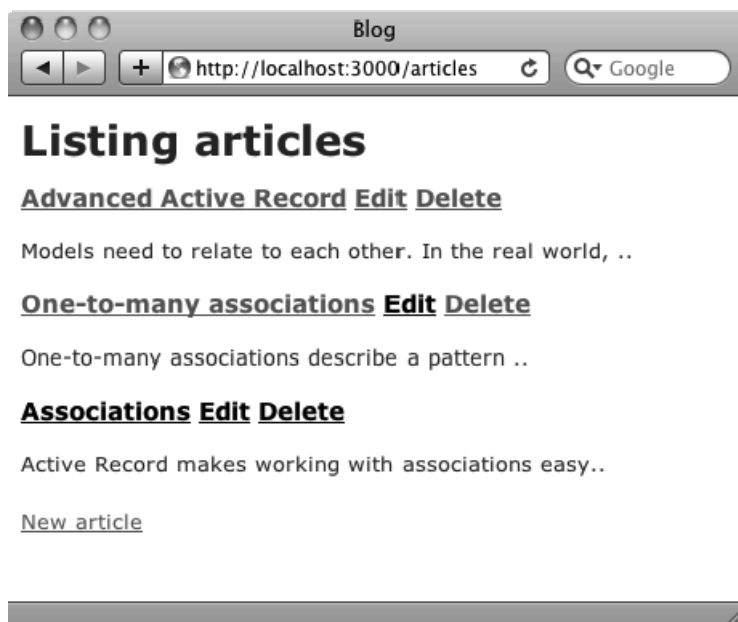 Blog
http://localhost:3000/articles
Google
Listing articles
Advanced Active Record Edit Delete
Models need to relate to each other. In the real world, ..
One-to-many associations Edit Delete
One-to-many associations describe a pattern ..
Associations Edit Delete
Active Record makes working with associations easy..
New article